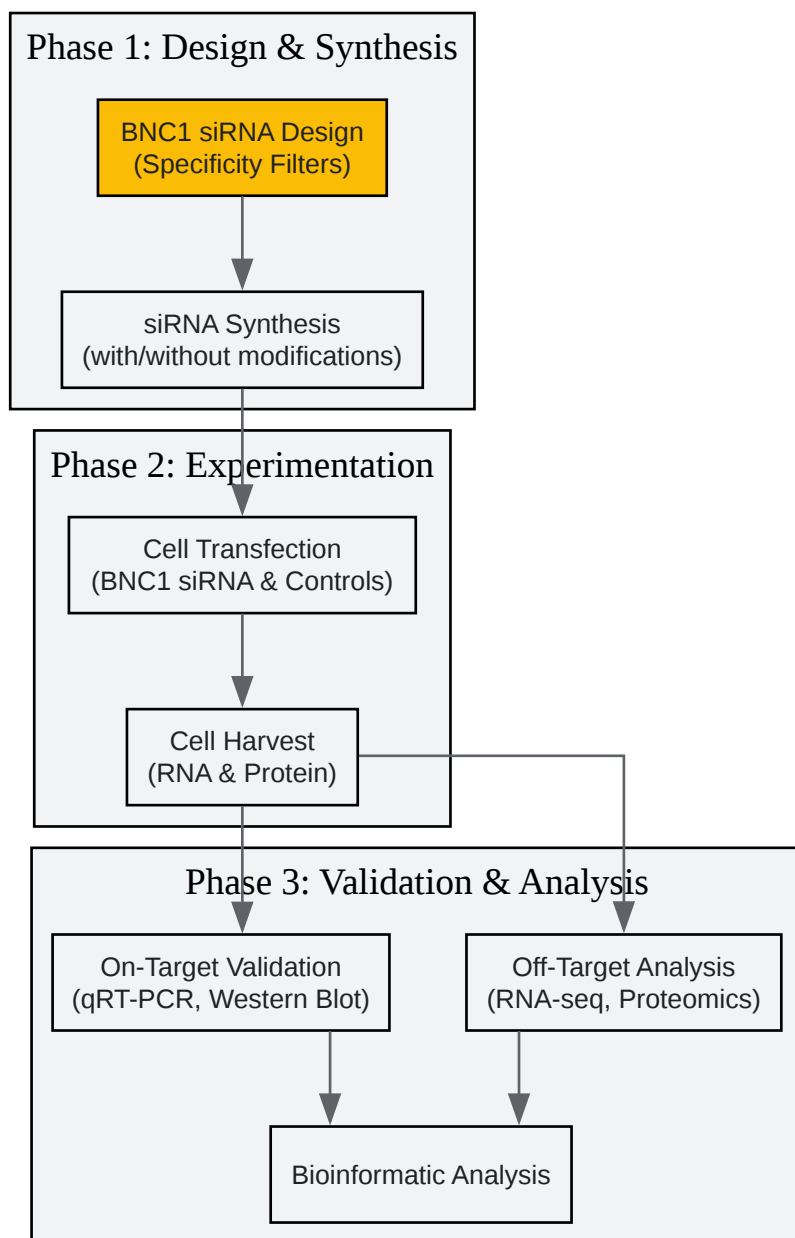 Phase 1: Design & Synthesis
BNC1 siRNA Design
(Specificity Filters)
siRNA Synthesis
(with/without modifications)
Phase 2: Experimentation
Cell Transfection
(BNC1 siRNA & Controls)
Cell Harvest
(RNA & Protein)
Phase 3: Validation & Analysis
On-Target Validation
(qRT-PCR, Western Blot)
Off-Target Analysis
(RNA-seq, Proteomics)
Bioinformatic Analysis